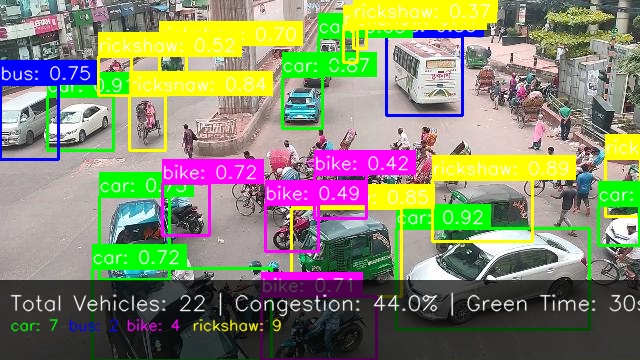 rickshaw: 0.37
rickshaw: 0.52
0.70
bus: 0.75
car: 0.9
rickshaw: 0.84
car: 0.87
bike: 0.72
bike: 0.42
rickshaw: 0.89
car: 0.
bike: 0.49
: 0.85
car: 0.92
car: 0.72
bike: 0.71
Total Vehicles: 22 | Congestion: 44.0% | Green Time: 30s
car: 7 bus: 2 bike: 4 rickshaw: 9